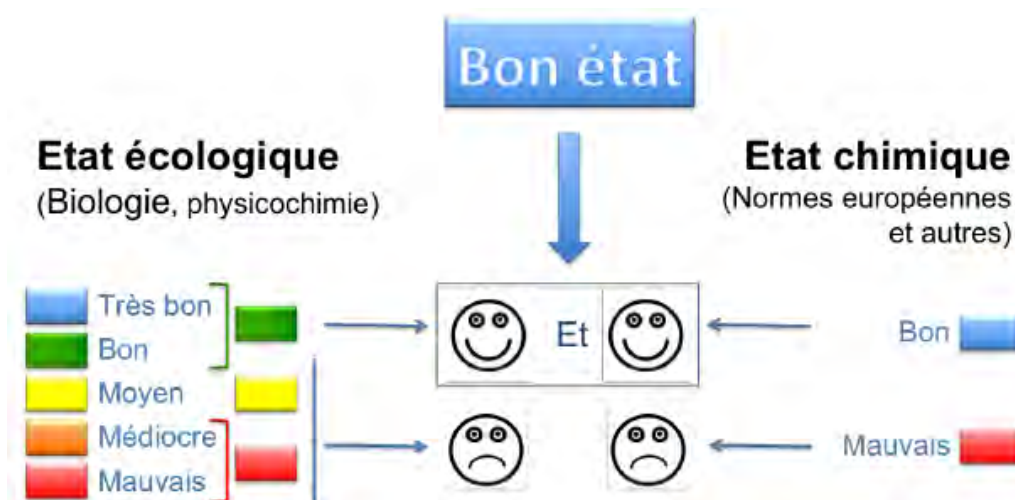 Bon état
Etat écologique
(Biologie, physicochimie)
Etat chimique
(Normes européennes
et autres)
Très bon
Bon
Moyen
Médiocre
Mauvais
Et
Bon
Mauvais